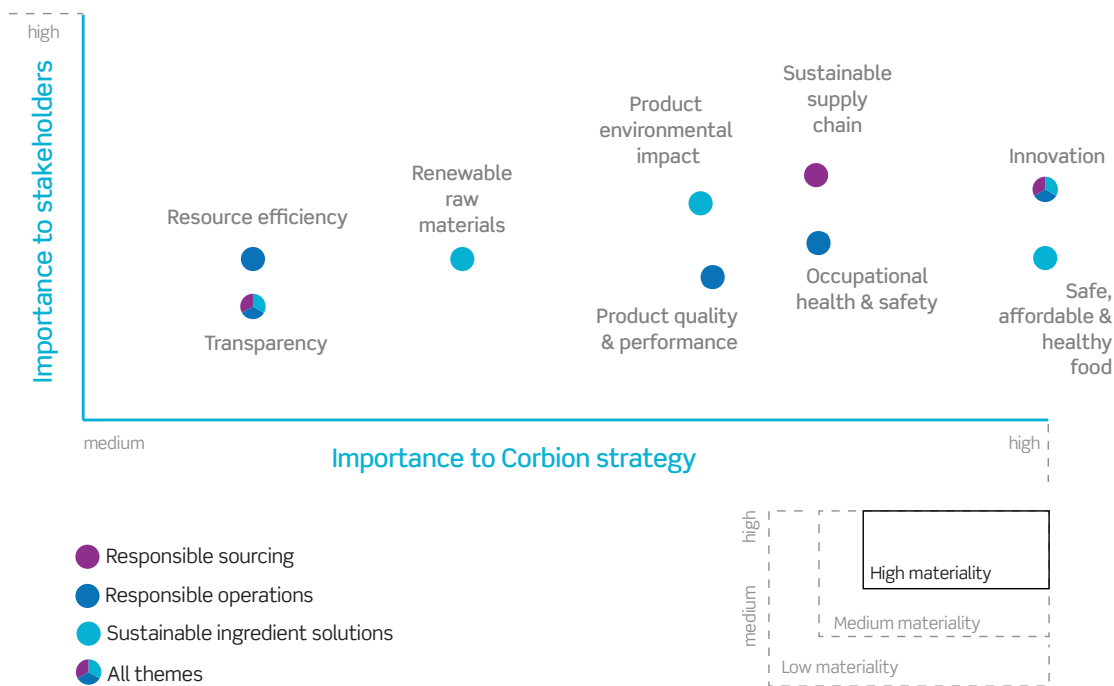 high
Importance to stakeholders
Sustainable
supply
chain
Product
environmental
impact
Innovation
Renewable
raw
materials
Resource efficiency
Transparency
Product quality
& performance
Occupational
health & safety
Safe,
affordable &
healthy
food
medium
high
Importance to Corbion strategy
Responsible sourcing
Responsible operations
Sustainable ingredient solutions
All themes
high
medium
High materiality
Medium materiality
Low materiality